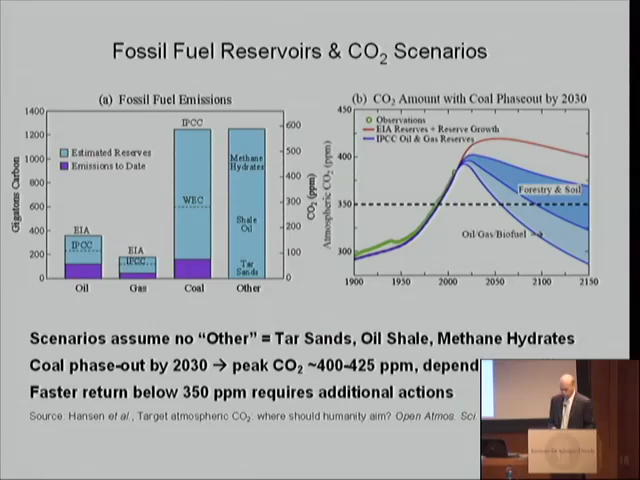 Fossil Fuel Reservoirs & CO2 Scenarios
(a) Fossil Fuel Emissions
1400
1200
1000
800
600
400
200
0
Gigatons Carbon
Estimated Reserves
Emissions to Date
EIA
IPCC
EIA
IPCC
IPCC
WEC
Methane
Hydrates
Shale
Oil
Tar
Sands
600
500
400
300
200
100
0
CO2 (ppm)
Oil
Gas
Coal
Other
(b) CO2 Amount with Coal Phaseout by 2030
450
400
350
300
Atmospheric CO2 (ppm)
Observations
EIA Reserves + Reserve Growth
IPCC Oil & Gas Reserves
Forestry & Soil
Oil/Gas/Biofuel →
1900
1950
2000
2050
2100
2150
Scenarios assume no “Other” = Tar Sands, Oil Shale, Methane Hydrates
Coal phase-out by 2030 → peak CO2 ~400-425 ppm, depend
Faster return below 350 ppm requires additional actions
Source: Hansen et al., Target atmospheric CO2: where should humanity aim? Open Atmos. Sci.